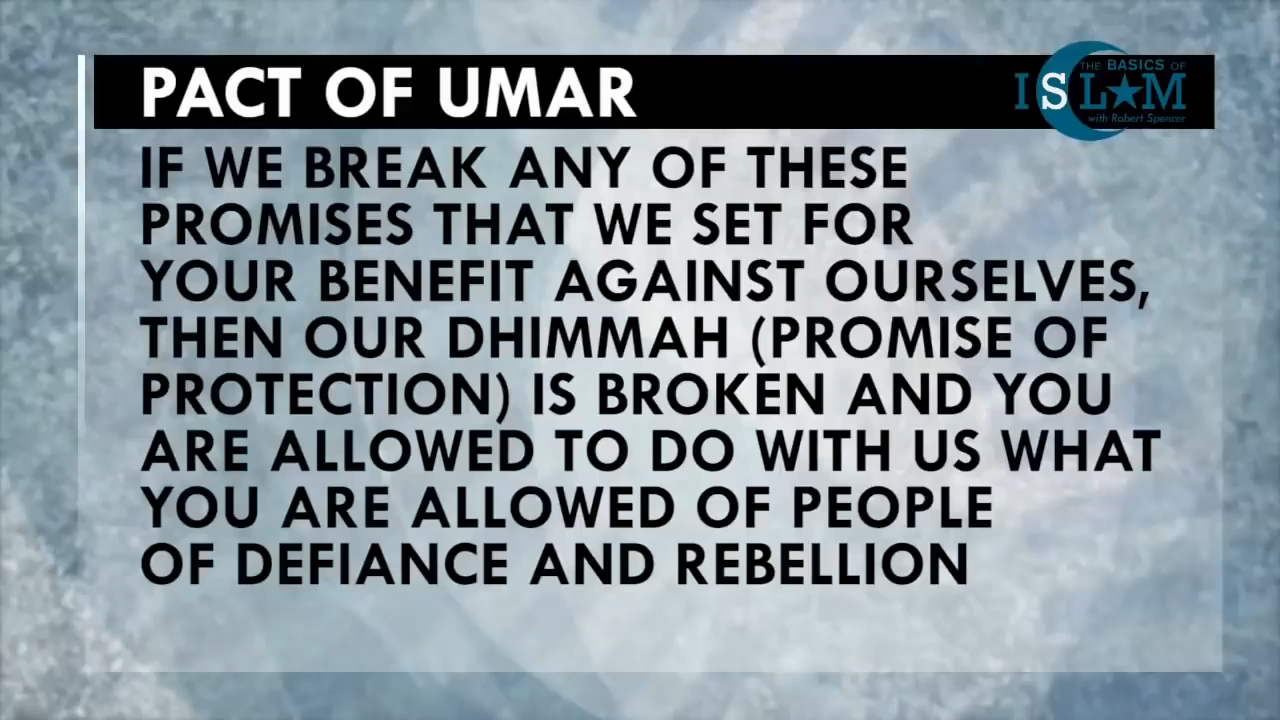 PACT OF UMAR
THE BASICS OF
ISLAM
with Robert Spencer
IF WE BREAK ANY OF THESE
PROMISES THAT WE SET FOR
YOUR BENEFIT AGAINST OURSELVES,
THEN OUR DHIMMAH (PROMISE OF
PROTECTION) IS BROKEN AND YOU
ARE ALLOWED TO DO WITH US WHAT
YOU ARE ALLOWED OF PEOPLE
OF DEFIANCE AND REBELLION